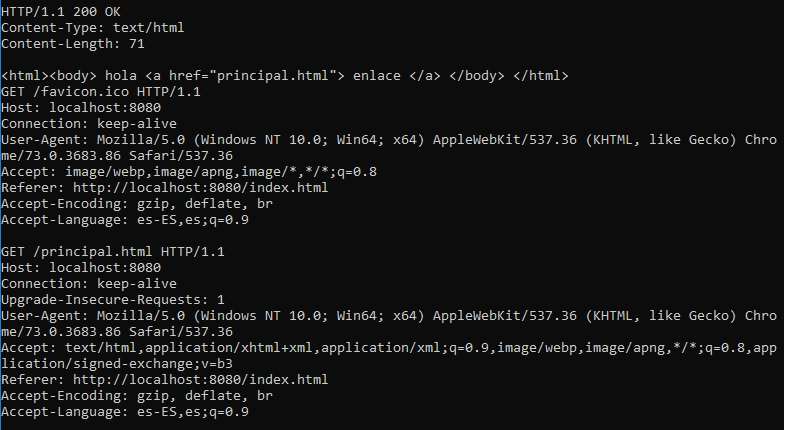 HTTP/1.1 200 OK
Content-Type: text/html
Content-Length: 71

<html><body> hola <a href="principal.html"> enlace </a> </body> </html>
GET /favicon.ico HTTP/1.1
Host: localhost:8080
Connection: keep-alive
User-Agent: Mozilla/5.0 (Windows NT 10.0; Win64; x64) AppleWebKit/537.36 (KHTML, like Gecko) Chro
me/73.0.3683.86 Safari/537.36
Accept: image/webp,image/apng,image/*,*/*;q=0.8
Referer: http://localhost:8080/index.html
Accept-Encoding: gzip, deflate, br
Accept-Language: es-ES,es;q=0.9

GET /principal.html HTTP/1.1
Host: localhost:8080
Connection: keep-alive
Upgrade-Insecure-Requests: 1
User-Agent: Mozilla/5.0 (Windows NT 10.0; Win64; x64) AppleWebKit/537.36 (KHTML, like Gecko) Chro
me/73.0.3683.86 Safari/537.36
Accept: text/html,application/xhtml+xml,application/xml;q=0.9,image/webp,image/apng,*/*;q=0.8,app
lication/signed-exchange;v=b3
Referer: http://localhost:8080/index.html
Accept-Encoding: gzip, deflate, br
Accept-Language: es-ES,es;q=0.9